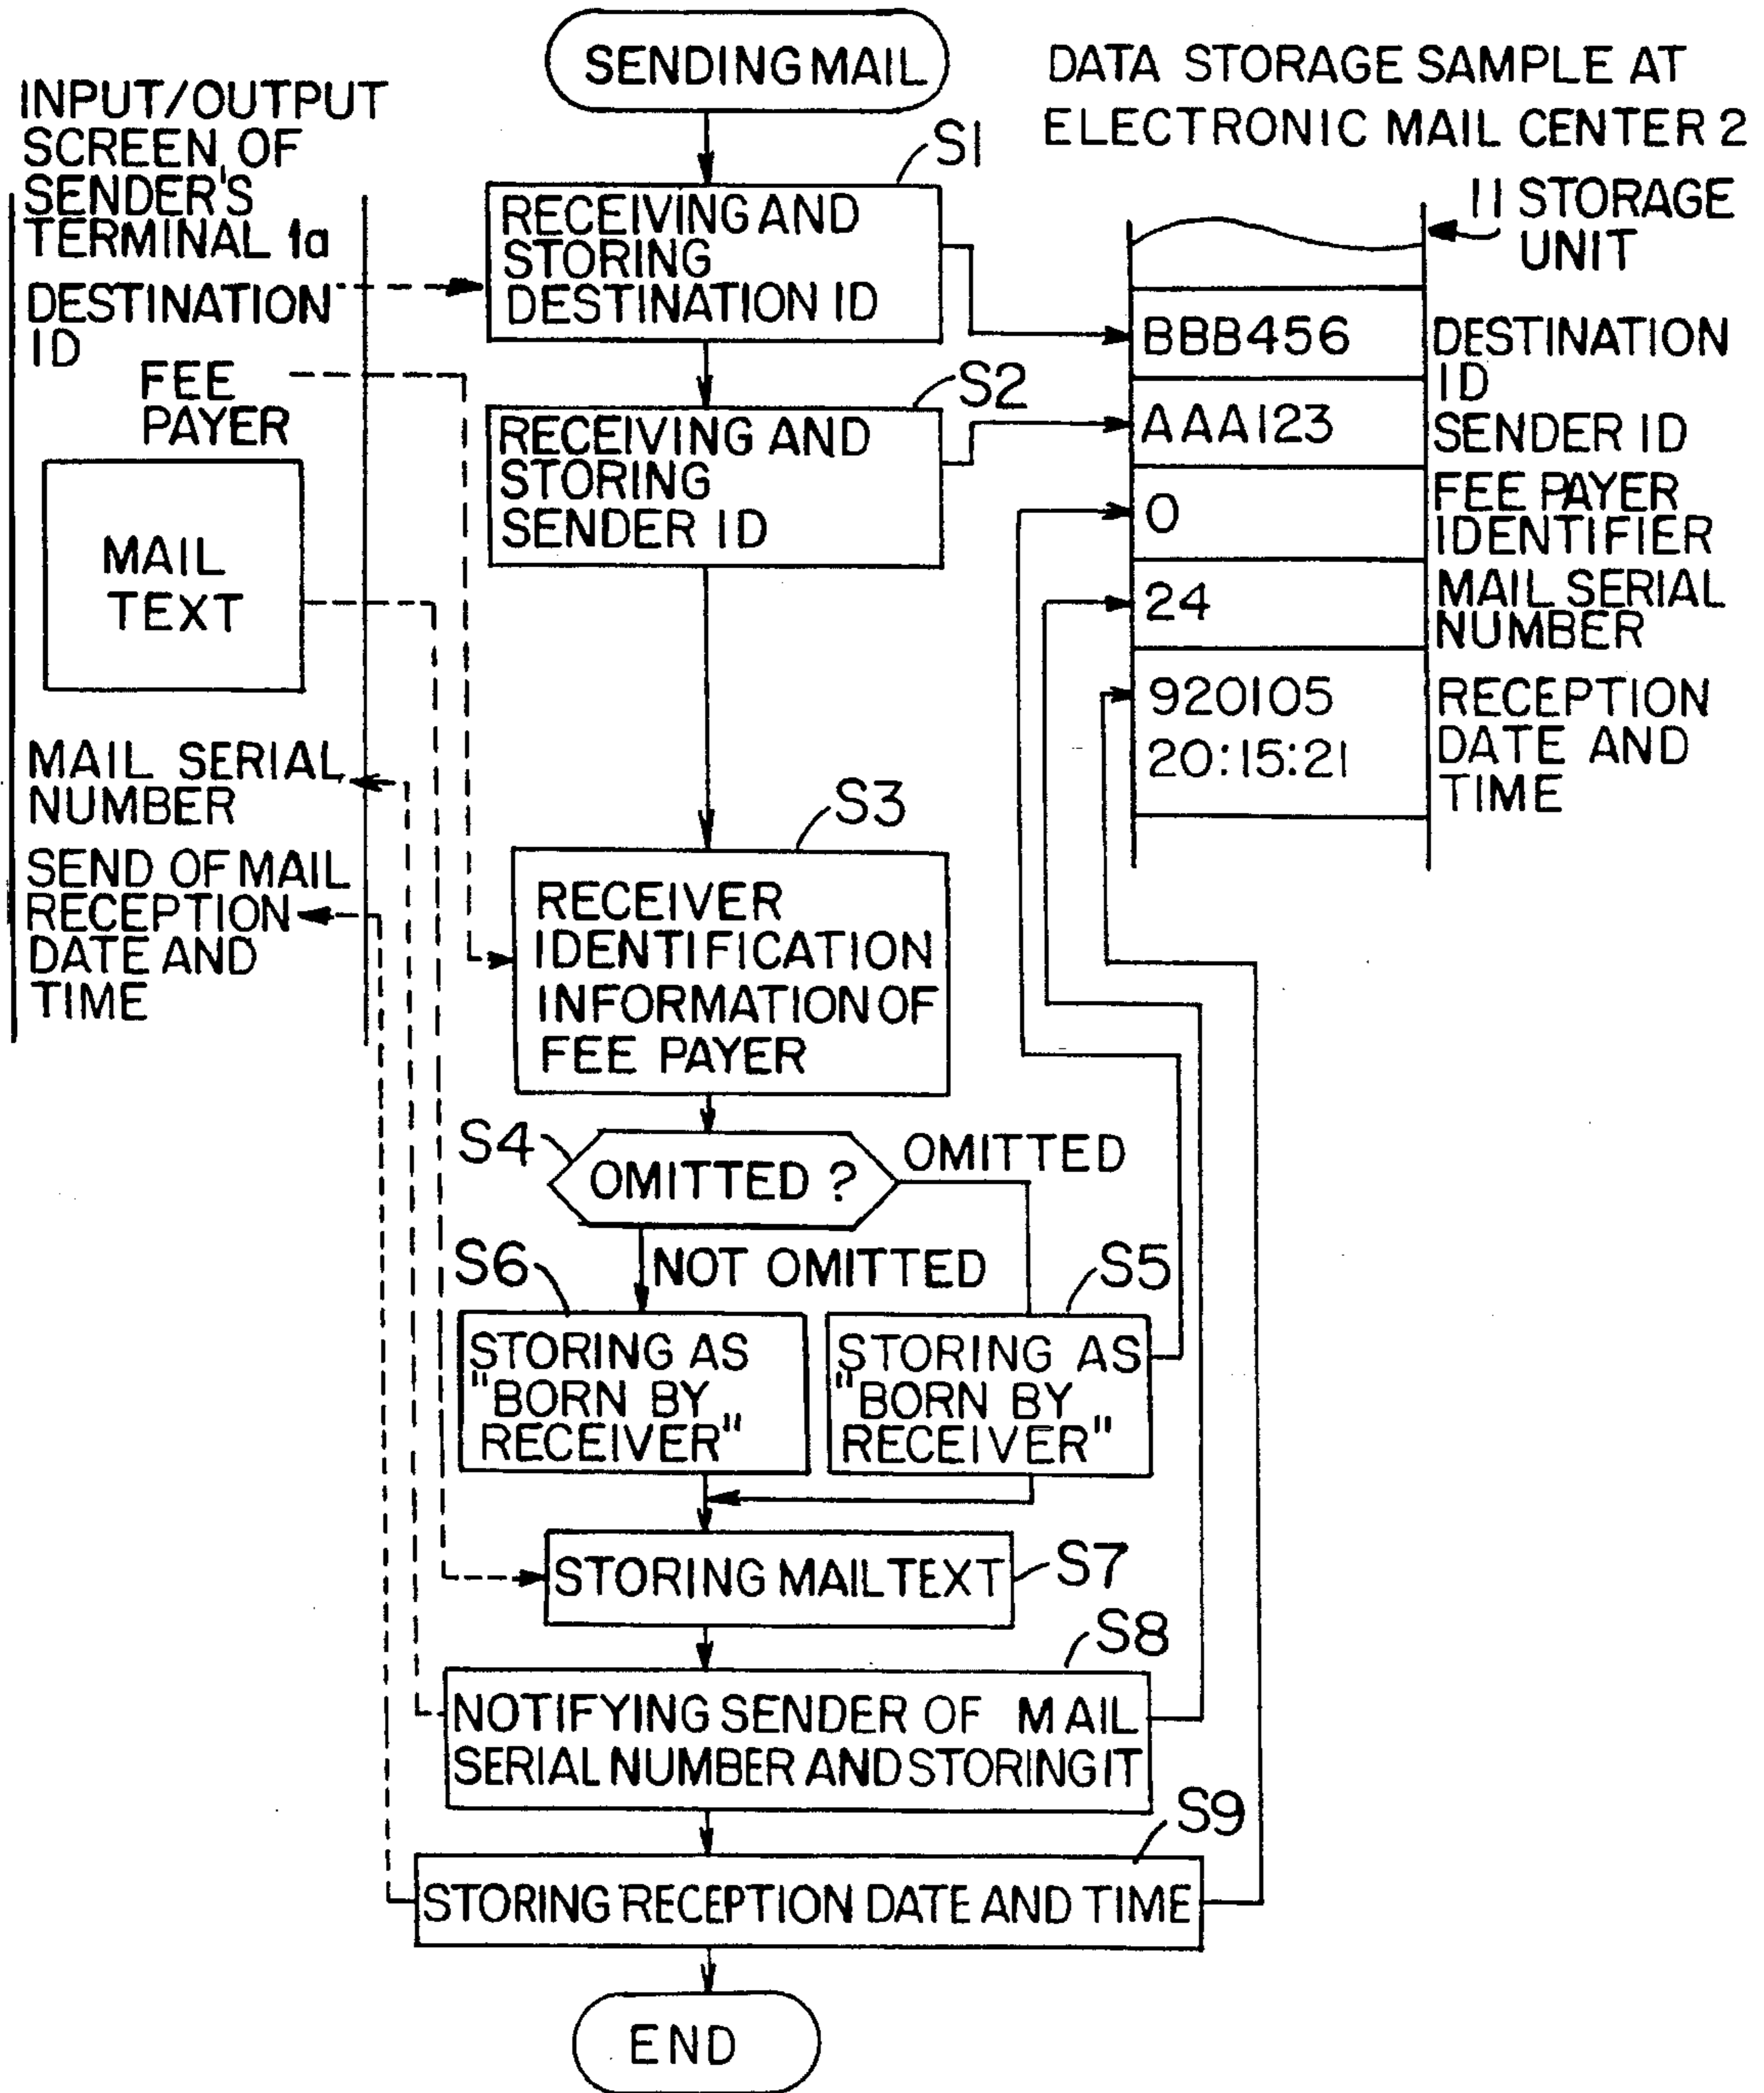 SENDING MAIL
DATA STORAGE SAMPLE AT
ELECTRONIC MAIL CENTER 2
INPUT/OUTPUT
SCREEN OF
SENDER'S
TERMINAL 1a
DESTINATION
ID
FEE
PAYER
MAIL
TEXT
MAIL SERIAL
NUMBER
SEND OF MAIL
RECEPTION
DATE AND
TIME
S1
RECEIVING AND
STORING
DESTINATION ID
S2
RECEIVING AND
STORING
SENDER ID
S3
RECEIVER
IDENTIFICATION
INFORMATION OF
FEE PAYER
S4
OMITTED ?
OMITTED
NOT OMITTED
S6
STORING AS
"BORN BY
RECEIVER"
S5
STORING AS
"BORN BY
RECEIVER"
STORING MAIL TEXT
S7
S8
NOTIFYING SENDER OF MAIL
SERIAL NUMBER AND STORING IT
S9
STORING RECEPTION DATE AND TIME
END
11 STORAGE
UNIT
BBB456
DESTINATION
ID
AAA123
SENDER ID
0
FEE PAYER
IDENTIFIER
24
MAIL SERIAL
NUMBER
920105
20:15:21
RECEPTION
DATE AND
TIME